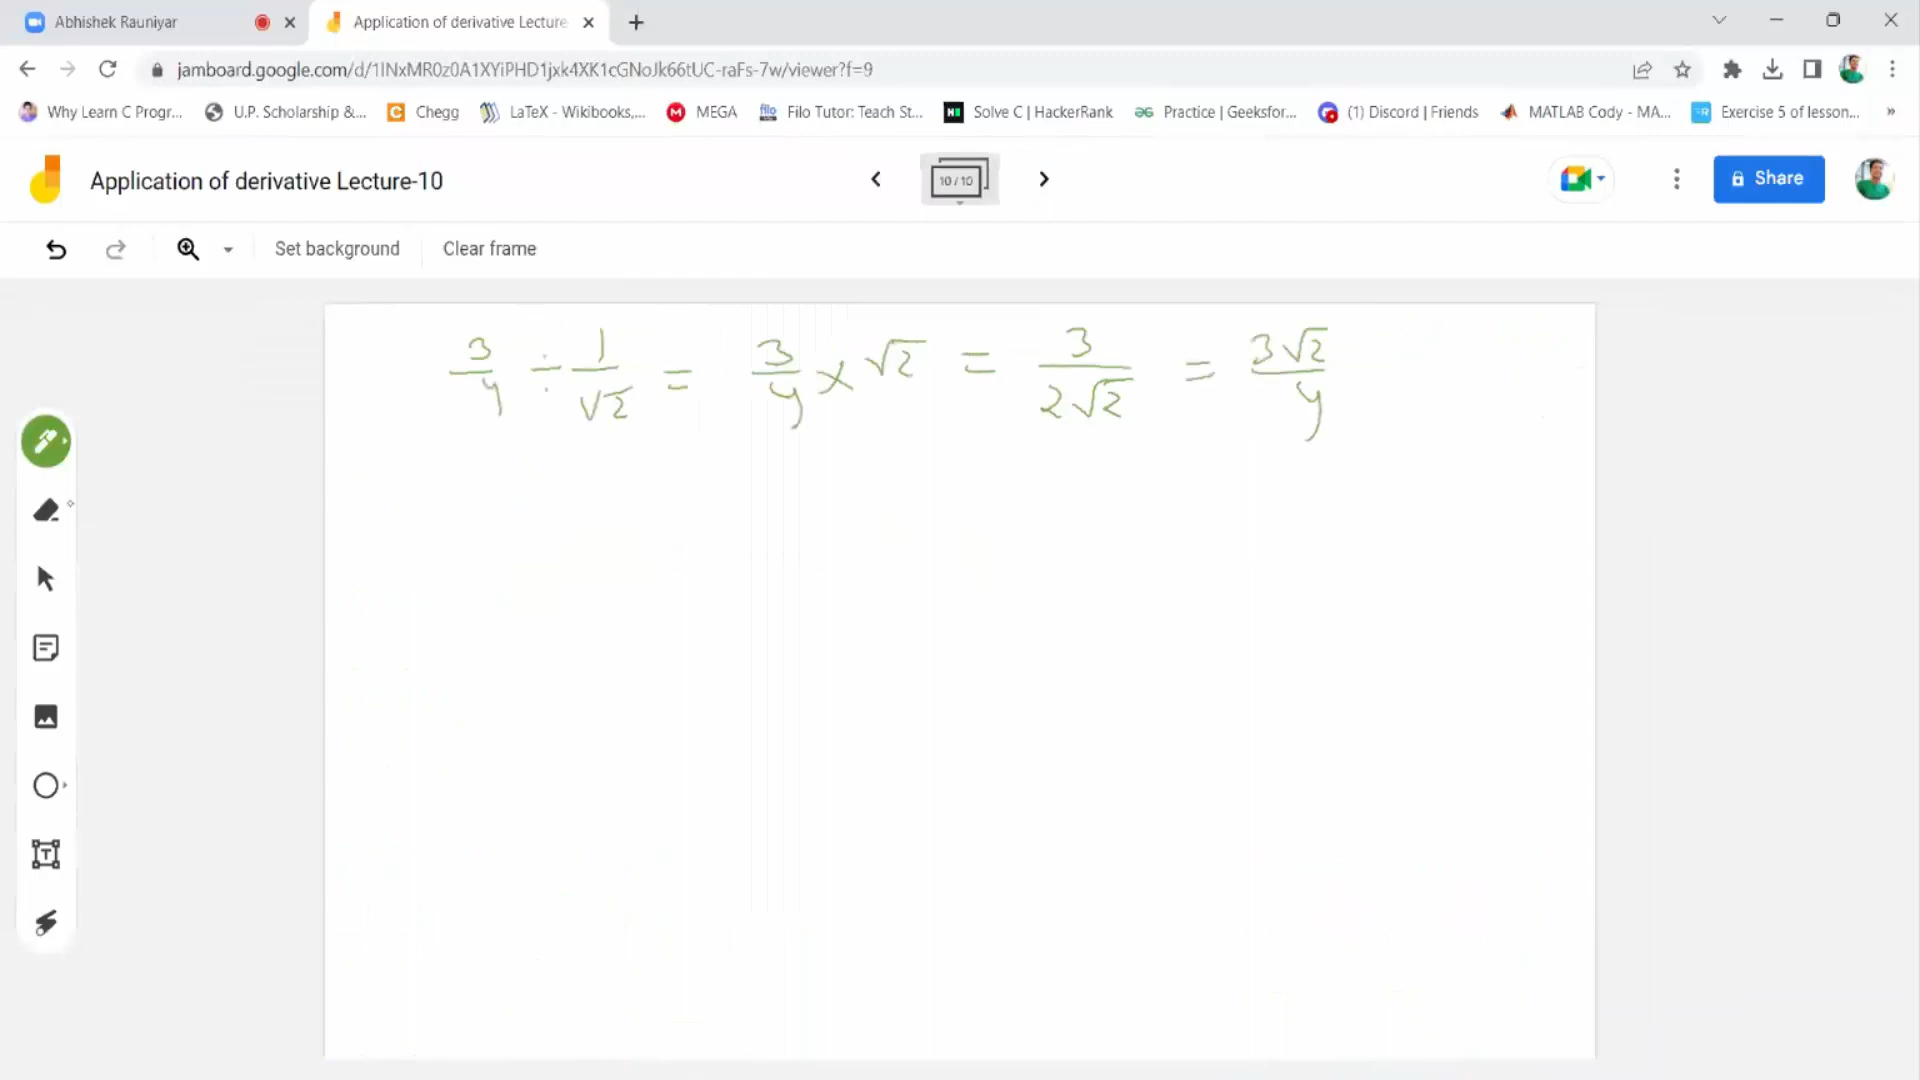 Abhishek Rauniyar
Application of derivative Lecture
jamboard.google.com/d/1lNxMR0z0A1XYiPHD1jxk4XK1cGNoJk66tUC-raFs-7w/viewer?f=9
Why Learn C Progr... U.P. Scholarship &... Chegg LaTeX - Wikibooks,... MEGA Filo Tutor: Teach St... Solve C | HackerRank Practice | Geeksfor... (1) Discord | Friends MATLAB Cody - MA... Exercise 5 of lesson... »
Application of derivative Lecture-10 10 / 10 Share
Set background Clear frame
3/4 ÷ 1/√2 = 3/4 × √2 = 3/2√2 = 3√2/4